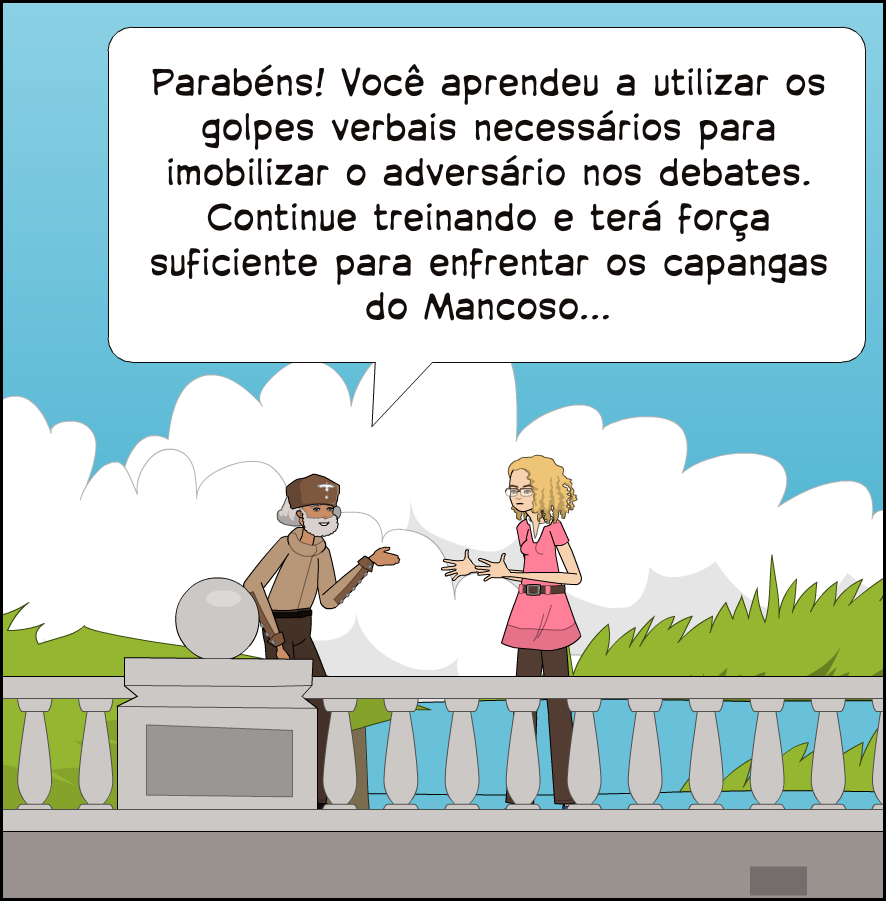 Parabéns! Você aprendeu a utilizar os
golpes verbais necessários para
imobilizar o adversário nos debates.
Continue treinando e terá força
suficiente para enfrentar os capangas
do Mancoso...